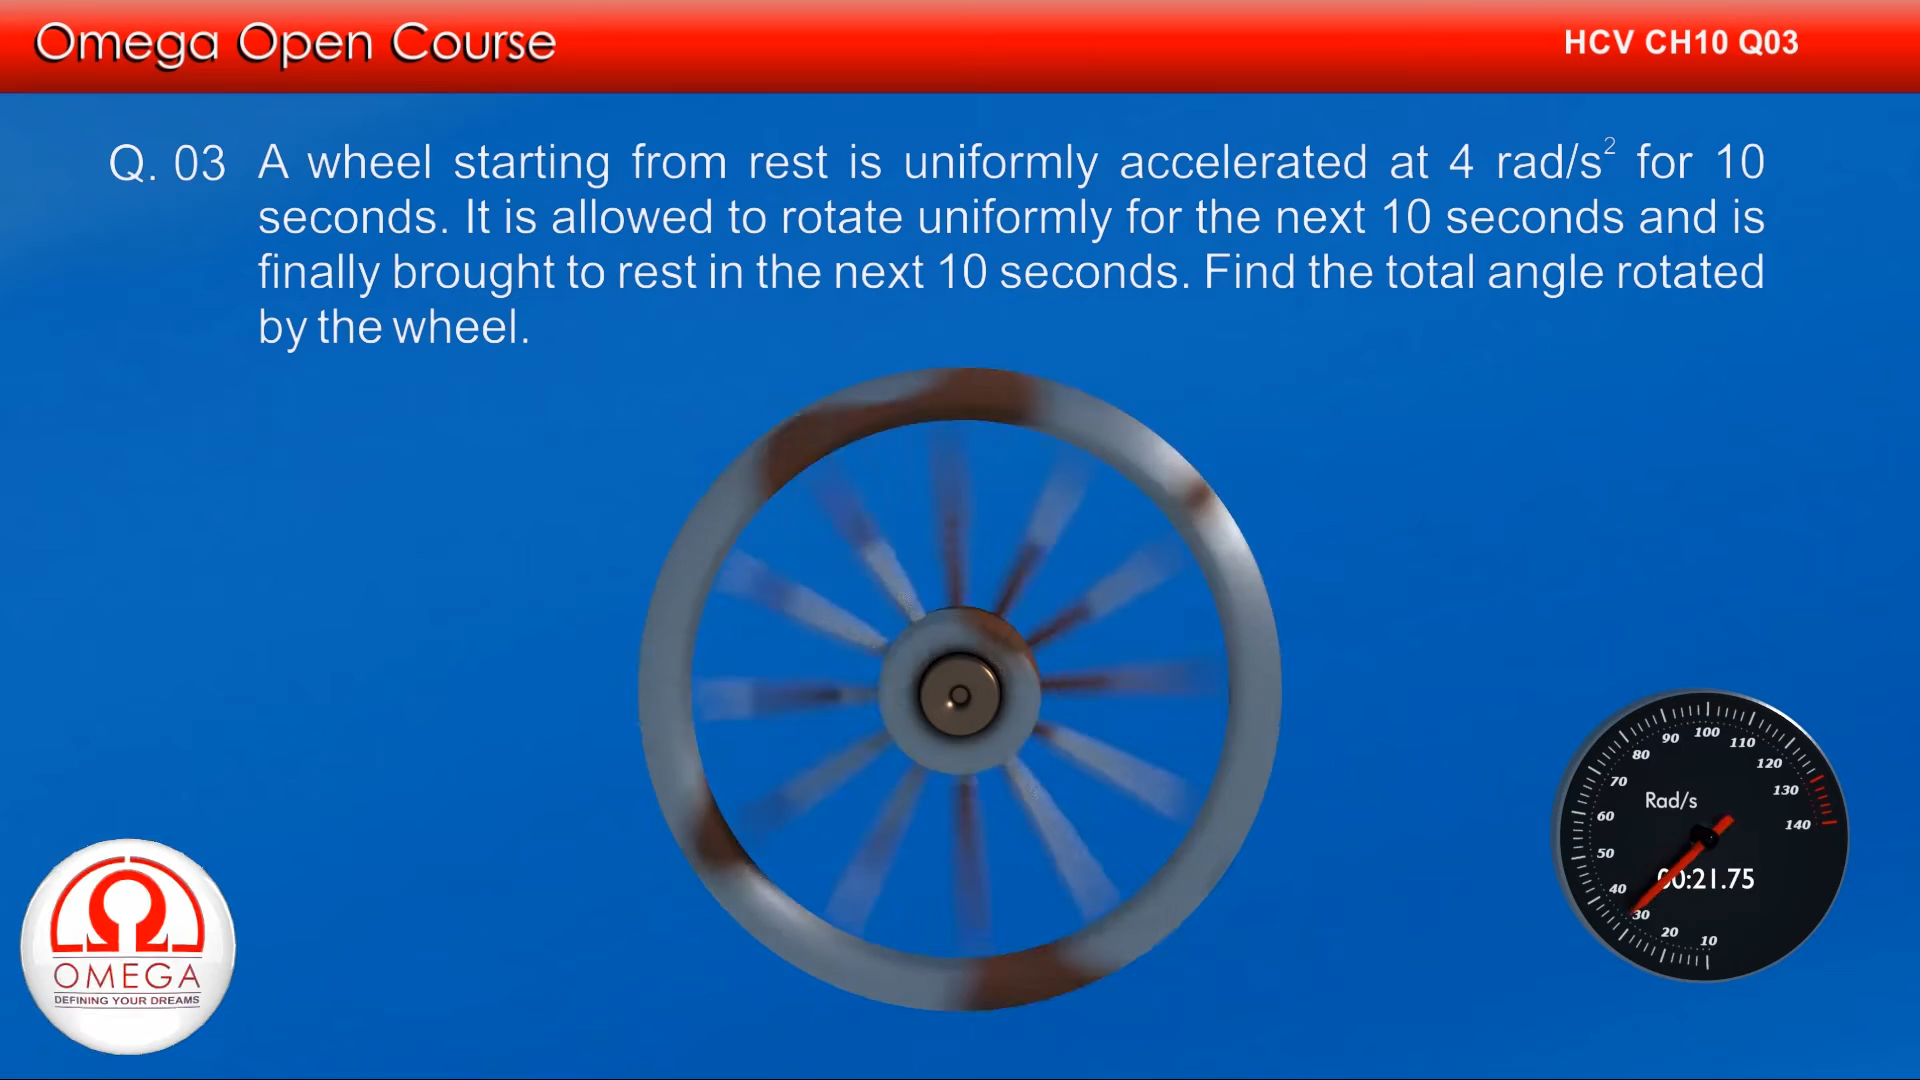 Omega Open Course
HCV CH10 Q03
Q. 03 A wheel starting from rest is uniformly accelerated at 4 rad/s² for 10
seconds. It is allowed to rotate uniformly for the next 10 seconds and is
finally brought to rest in the next 10 seconds. Find the total angle rotated
by the wheel.
100
90 110
80 120
70 130
Rad/s
60 140
50
00:21.75
40
30
20 10
OMEGA
DEFINING YOUR DREAMS